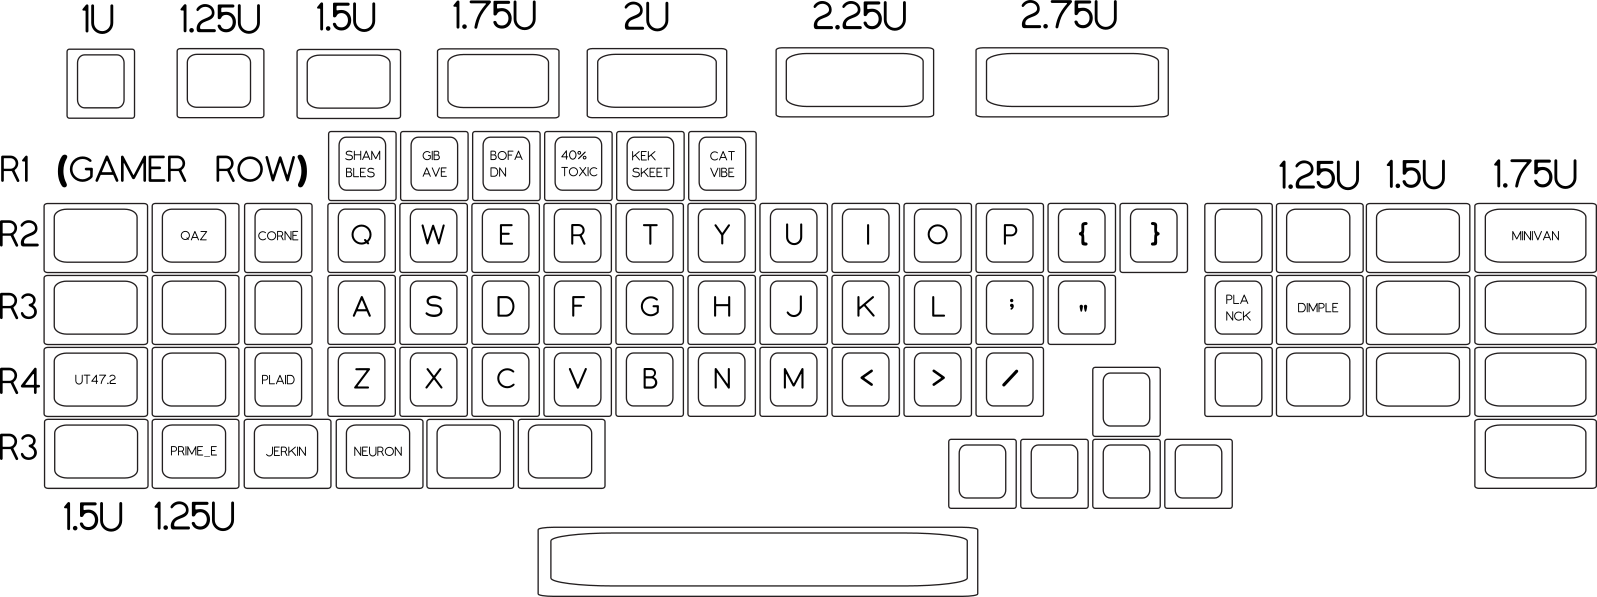 1U 1.25U 1.5U 1.75U 2U 2.25U 2.75U
R1 (GAMER ROW) SHAM BLES GIB AVE BOFA DN 40% TOXIC KEK SKEET CAT VIBE
1.25U 1.5U 1.75U
R2 QAZ CORNE Q W E R T Y U I O P { } MINIVAN
R3 A S D F G H J K L ; " PLA NCK DIMPLE
R4 UT47.2 PLAID Z X C V B N M < > /
R3 PRIME_E JERKIN NEURON
1.5U 1.25U